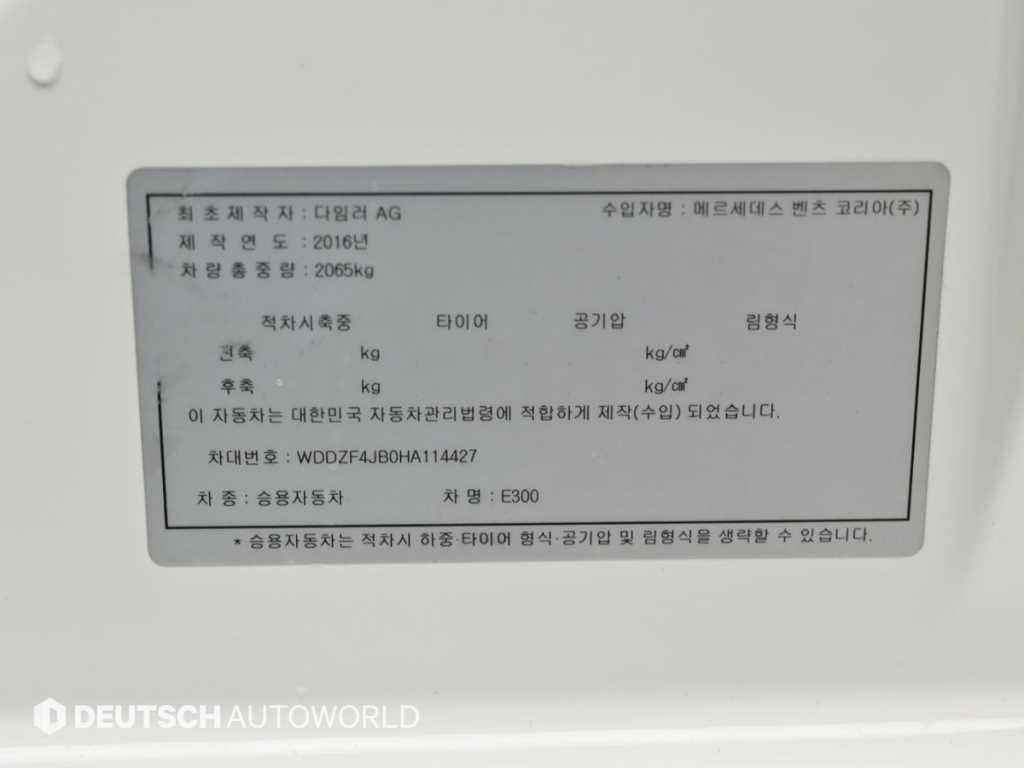 최 초 제 작 자 : 다임러 AG 수입자명 : 메르세데스 벤츠 코리아(주)
제 작 연 도 : 2016년
차 량 총 중 량 : 2065kg
적차시축중 타이어 공기압 림형식
전축 kg kg/㎠
후축 kg kg/㎠
이 자동차는 대한민국 자동차관리법령에 적합하게 제작(수입) 되었습니다.
차대번호 : WDDZF4JB0HA114427
차 종 : 승용자동차 차 명 : E300
* 승용자동차는 적차시 하중·타이어 형식·공기압 및 림형식을 생략할 수 있습니다.
DEUTSCH AUTOWORLD